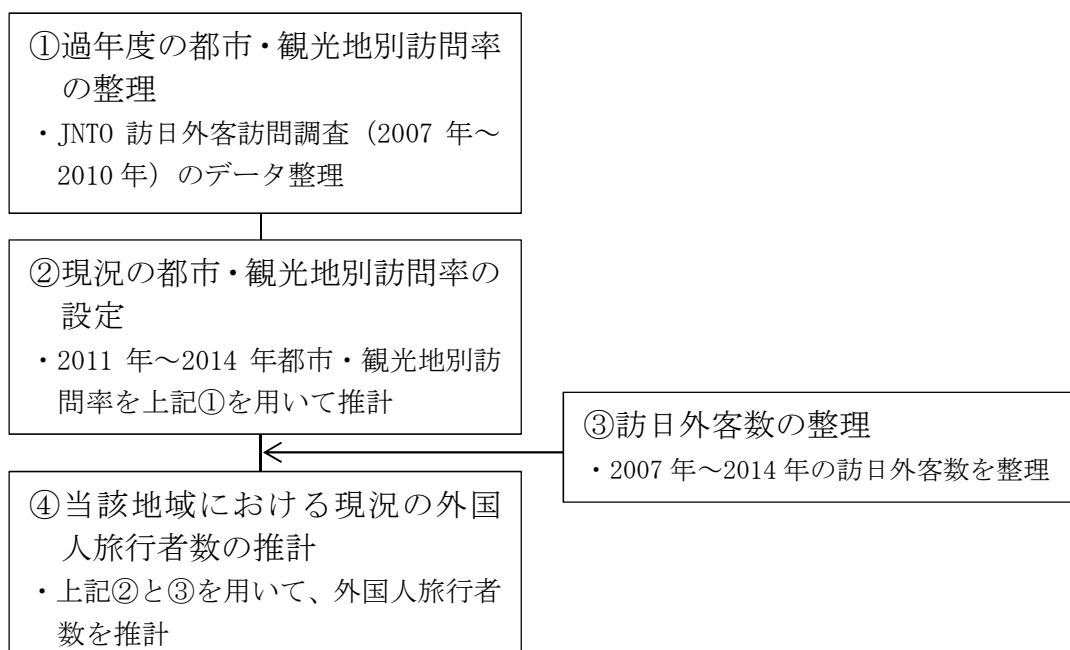 ①過年度の都市・観光地別訪問率
の整理
・JNTO 訪日外客訪問調査（2007 年～
2010 年）のデータ整理
②現況の都市・観光地別訪問率の
設定
・2011 年～2014 年都市・観光地別訪
問率を上記①を用いて推計
③訪日外客数の整理
・2007 年～2014 年の訪日外客数を整理
④当該地域における現況の外国
人旅行者数の推計
・上記②と③を用いて、外国人旅行者
数を推計